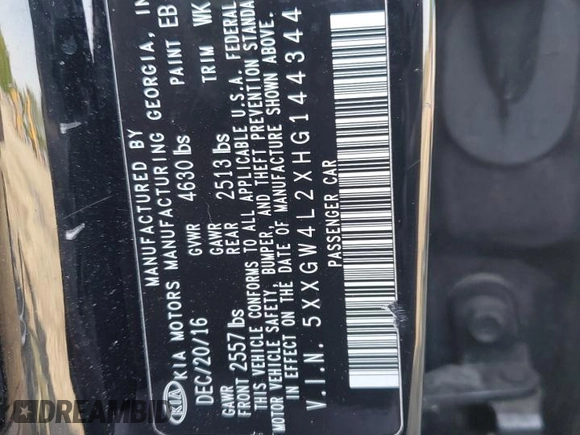 KIA
MANUFACTURED BY
KIA MOTORS MANUFACTURING GEORGIA, IN
DEC/20/16 GVWR 4630 lbs PAINT EB
GAWR FRONT 2557 lbs GAWR REAR 2513 lbs TRIM WK
THIS VEHICLE CONFORMS TO ALL APPLICABLE U.S.A. FEDERAL
MOTOR VEHICLE SAFETY, BUMPER, AND THEFT PREVENTION STANDA
IN EFFECT ON THE DATE OF MANUFACTURE SHOWN ABOVE.
V.I.N. 5XXGW4L2XHG144344
PASSENGER CAR
DREAMBID